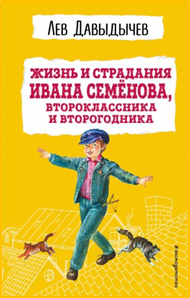 Лев Давыдычев
ЖИЗНЬ И СТРАДАНИЯ
ИВАНА СЕМЁНОВА,
ВТОРОКЛАССНИКА
И ВТОРОГОДНИКА